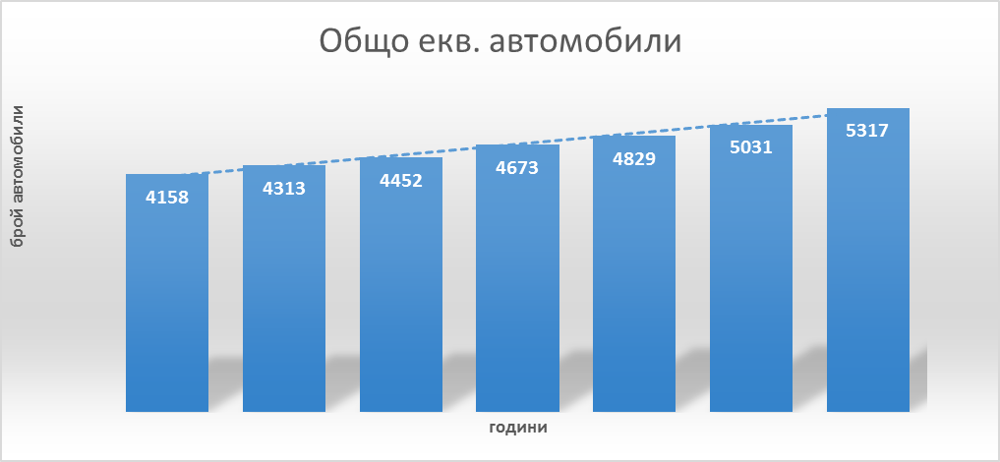 Общо екв. автомобили
брой автомобили
4158
4313
4452
4673
4829
5031
5317
години